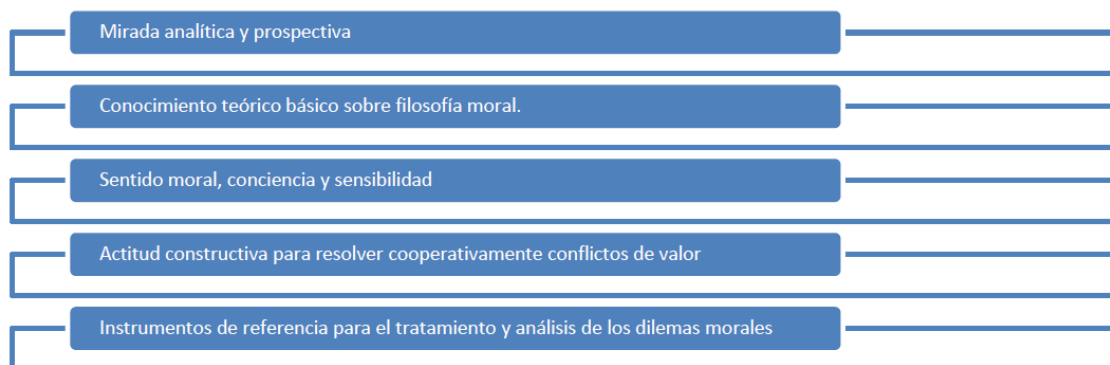 Mirada analítica y prospectiva
Conocimiento teórico básico sobre filosofía moral.
Sentido moral, conciencia y sensibilidad
Actitud constructiva para resolver cooperativamente conflictos de valor
Instrumentos de referencia para el tratamiento y análisis de los dilemas morales